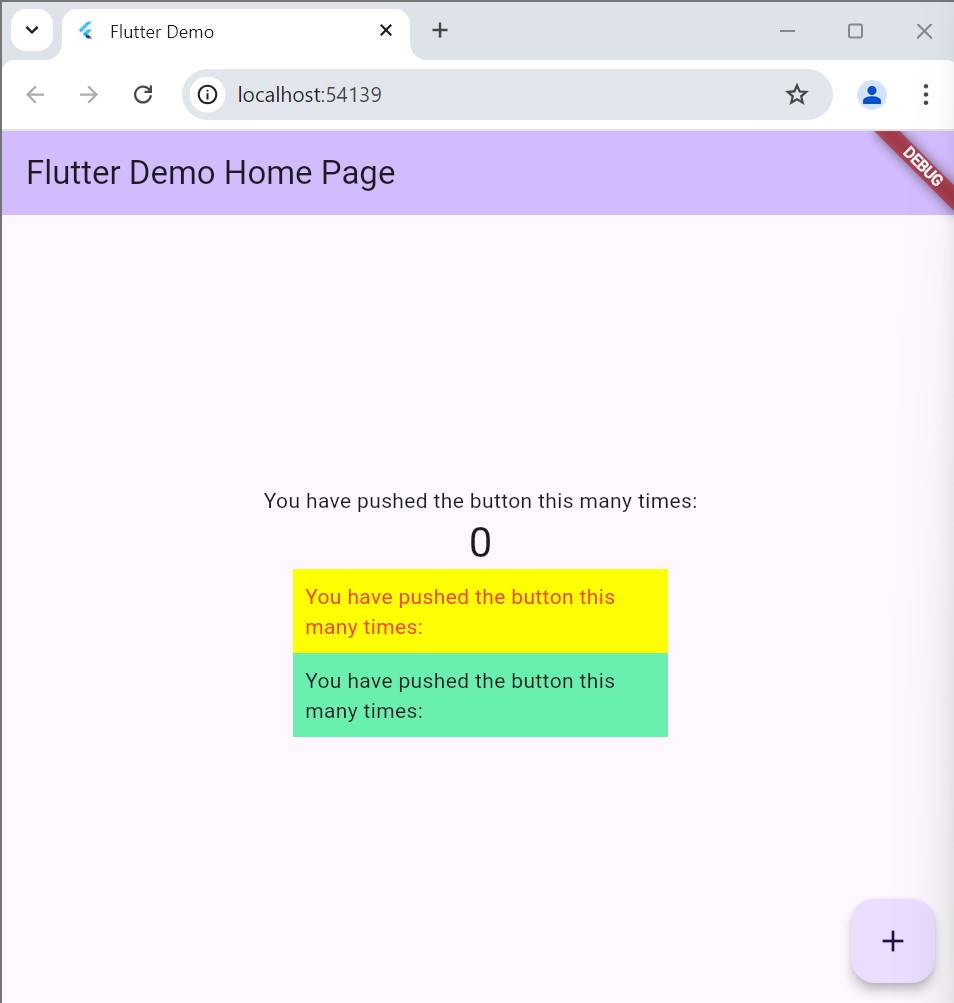 Flutter Demo
localhost:54139
Flutter Demo Home Page
DEBUG
You have pushed the button this many times:
0
You have pushed the button this
many times:
You have pushed the button this
many times: